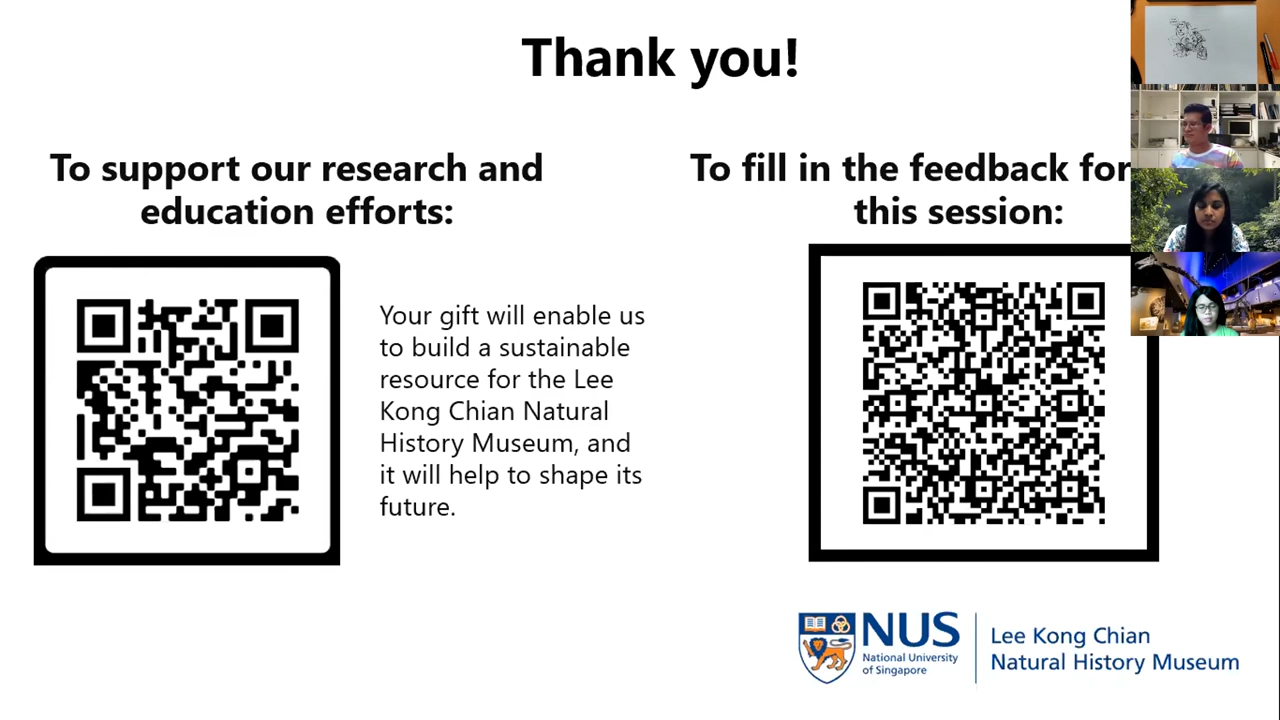 Thank you!
To support our research and
education efforts:
Your gift will enable us
to build a sustainable
resource for the Lee
Kong Chian Natural
History Museum, and
it will help to shape its
future.
To fill in the feedback for
this session:
NUS
National University
of Singapore
Lee Kong Chian
Natural History Museum